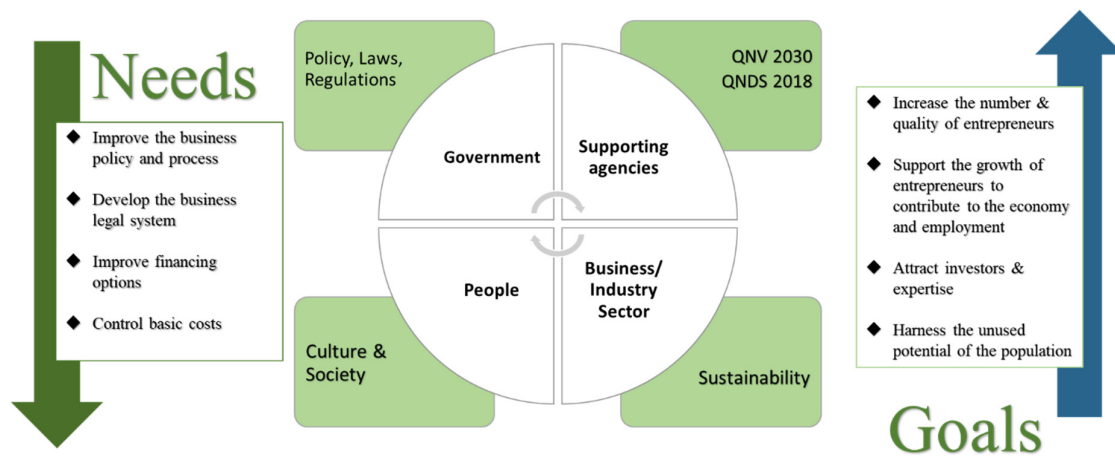 Needs
◆ Improve the business
policy and process
◆ Develop the business
legal system
◆ Improve financing
options
◆ Control basic costs
Policy, Laws,
Regulations
QNV 2030
QNDS 2018
Government
Supporting
agencies
People
Business/
Industry
Sector
Culture &
Society
Sustainability
◆ Increase the number &
quality of entrepreneurs
◆ Support the growth of
entrepreneurs to
contribute to the economy
and employment
◆ Attract investors &
expertise
◆ Harness the unused
potential of the population
Goals